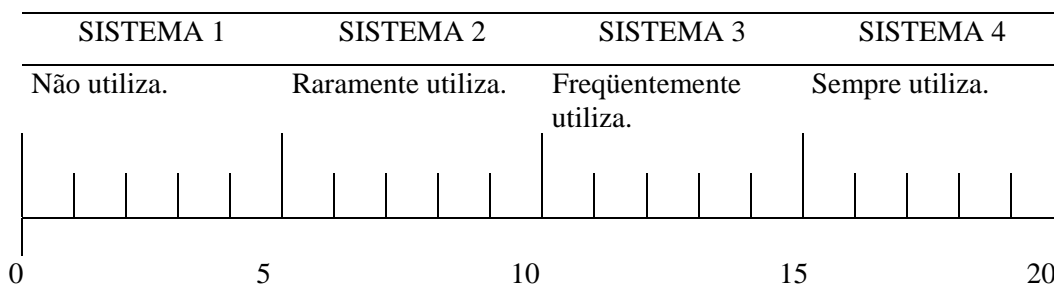 SISTEMA 1 SISTEMA 2 SISTEMA 3 SISTEMA 4
Não utiliza. Raramente utiliza. Freqüentemente utiliza. Sempre utiliza.
0 5 10 15 20